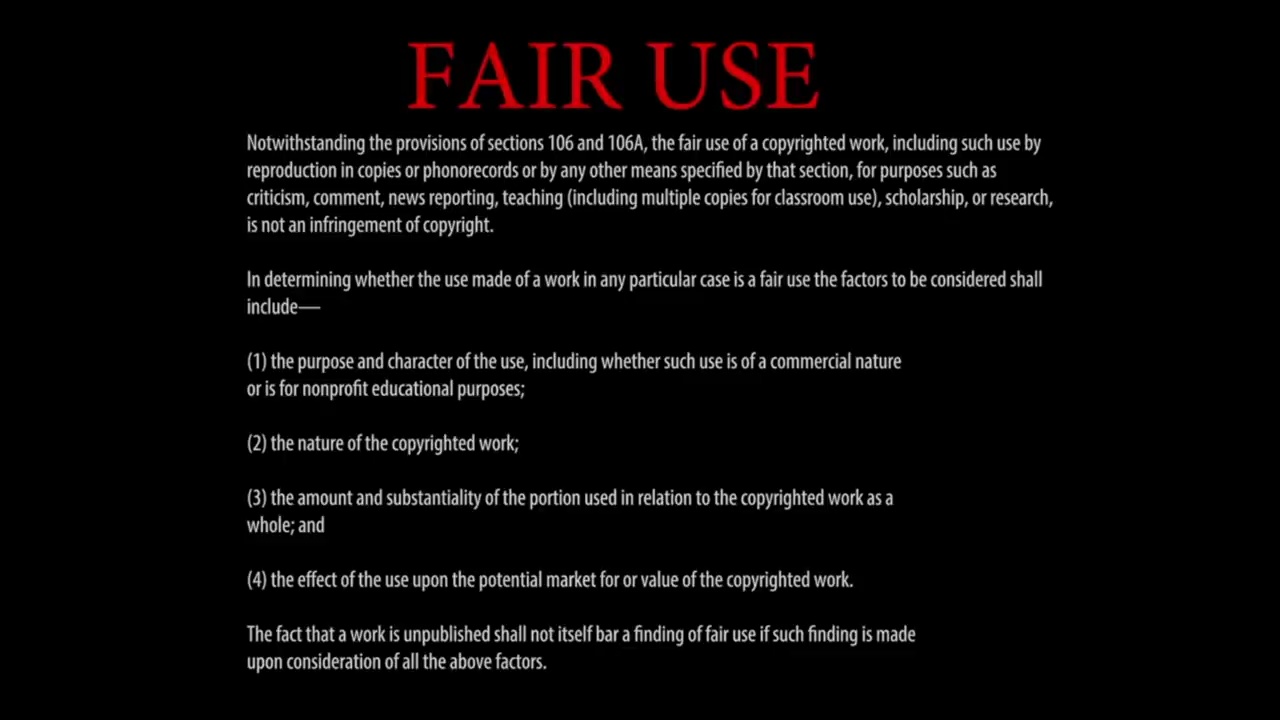 FAIR USE
Notwithstanding the provisions of sections 106 and 106A, the fair use of a copyrighted work, including such use by
reproduction in copies or phonorecords or by any other means specified by that section, for purposes such as
criticism, comment, news reporting, teaching (including multiple copies for classroom use), scholarship, or research,
is not an infringement of copyright.
In determining whether the use made of a work in any particular case is a fair use the factors to be considered shall
include—
(1) the purpose and character of the use, including whether such use is of a commercial nature
or is for nonprofit educational purposes;
(2) the nature of the copyrighted work;
(3) the amount and substantiality of the portion used in relation to the copyrighted work as a
whole; and
(4) the effect of the use upon the potential market for or value of the copyrighted work.
The fact that a work is unpublished shall not itself bar a finding of fair use if such finding is made
upon consideration of all the above factors.